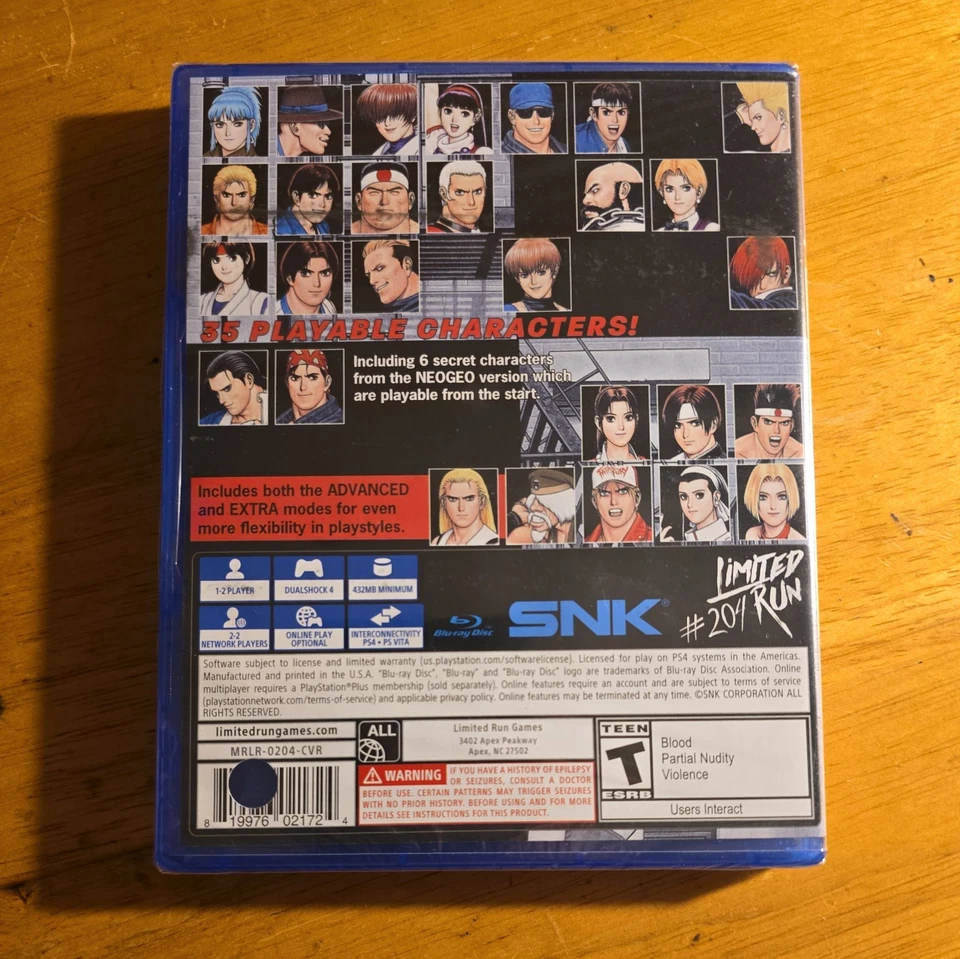 35 PLAYABLE CHARACTERS!
Including 6 secret characters
from the NEOGEO version which
are playable from the start.
Includes both the ADVANCED
and EXTRA modes for even
more flexibility in playstyles.
1-2 PLAYER
DUALSHOCK 4
432MB MINIMUM
2-2
NETWORK PLAYERS
ONLINE PLAY
OPTIONAL
INTERCONNECTIVITY
PS4 • PS VITA
Blu-ray Disc
SNK®
LiMITED
RUN
#204
Software subject to license and limited warranty (us.playstation.com/softwarelicense). Licensed for play on PS4 systems in the Americas.
Manufactured and printed in the U.S.A. "Blu-ray Disc", "Blu-ray" and "Blu-ray Disc" logo are trademarks of Blu-ray Disc Association. Online
multiplayer requires a PlayStation®Plus membership (sold separately). Online features require an account and are subject to terms of service
(playstationnetwork.com/terms-of-service) and applicable privacy policy. Online features may be terminated at any time. ©SNK CORPORATION ALL
RIGHTS RESERVED.
limitedrungames.com
MRLR-0204-CVR
8 19976 02172 4
ALL
Limited Run Games
3402 Apex Peakway
Apex, NC 27502
WARNING IF YOU HAVE A HISTORY OF EPILEPSY
OR SEIZURES, CONSULT A DOCTOR
BEFORE USE. CERTAIN PATTERNS MAY TRIGGER SEIZURES
WITH NO PRIOR HISTORY. BEFORE USING AND FOR MORE
DETAILS SEE INSTRUCTIONS FOR THIS PRODUCT.
TEEN
T
ESRB
Blood
Partial Nudity
Violence
Users Interact